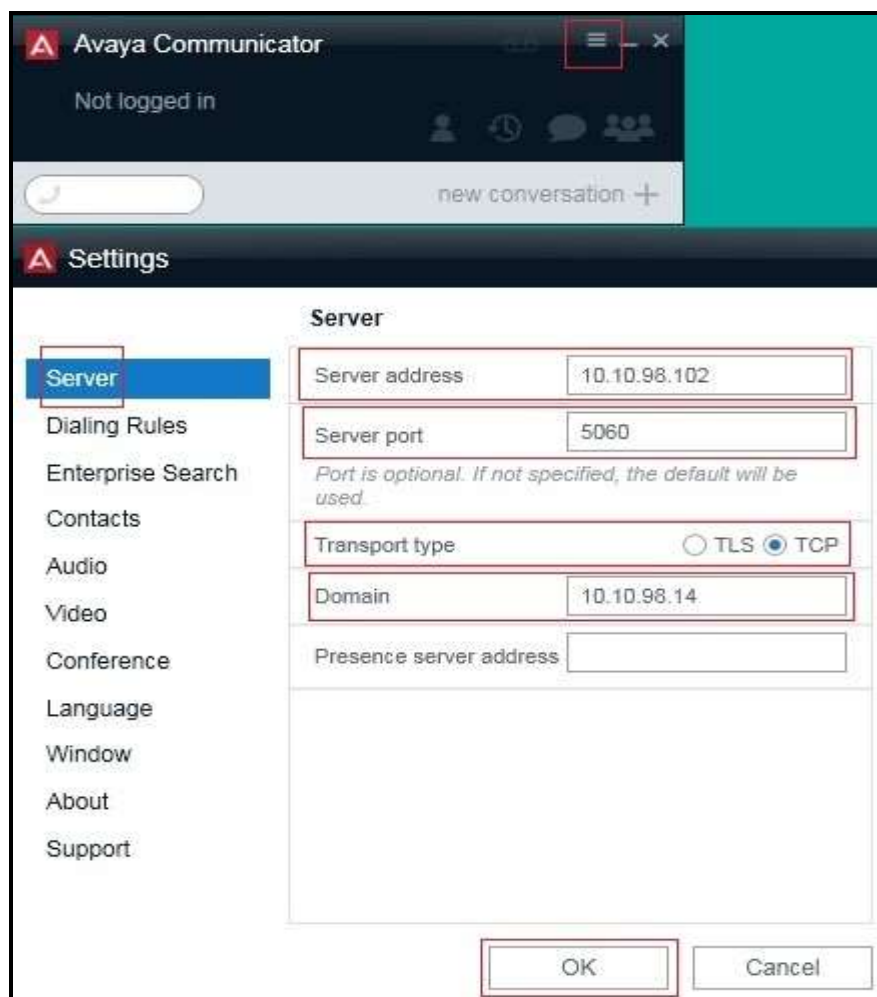 Avaya Communicator
Not logged in
new conversation +
Settings
Server
Server
Dialing Rules
Enterprise Search
Contacts
Audio
Video
Conference
Language
Window
About
Support
Server address 10.10.98.102
Server port 5060
Port is optional. If not specified, the default will be
used.
Transport type TLS TCP
Domain 10.10.98.14
Presence server address
OK Cancel